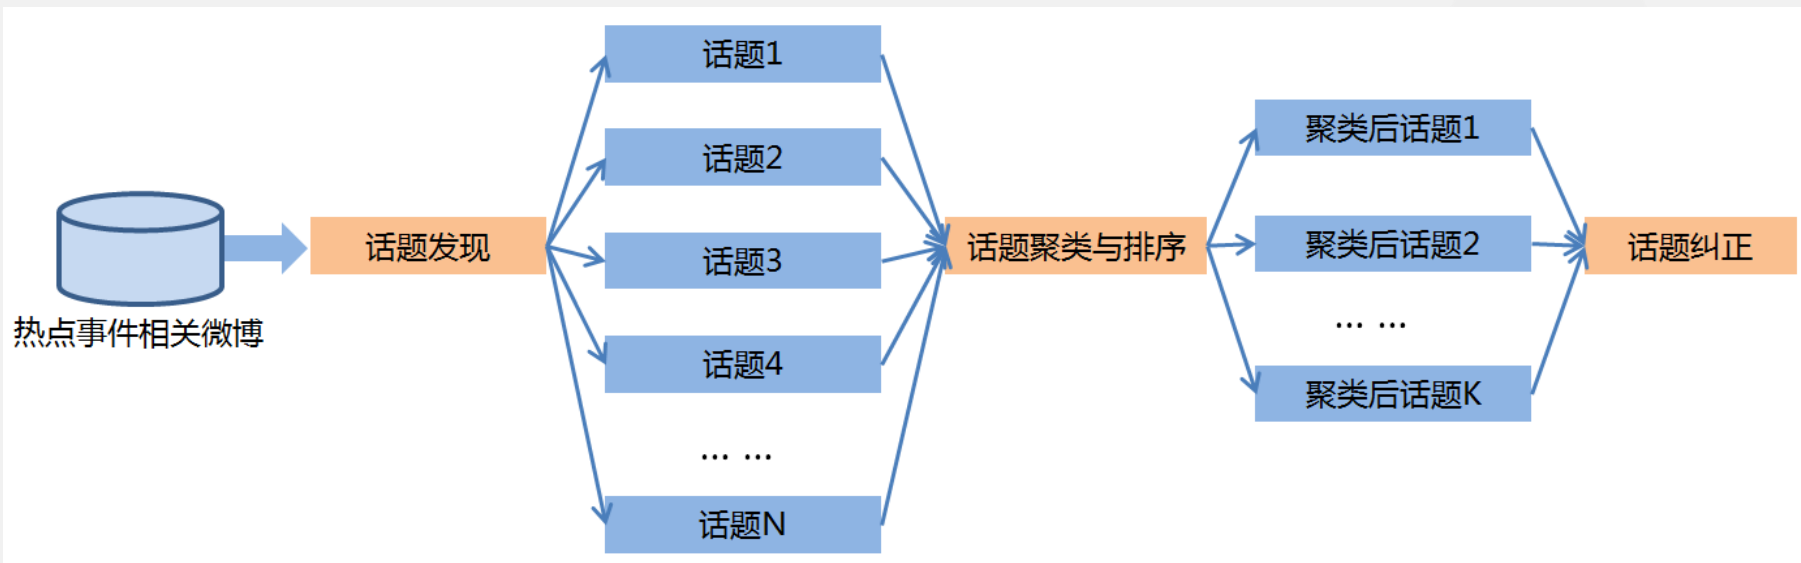 热点事件相关微博
话题发现
话题1
话题2
话题3
话题4
... ...
话题N
话题聚类与排序
聚类后话题1
聚类后话题2
... ...
聚类后话题K
话题纠正